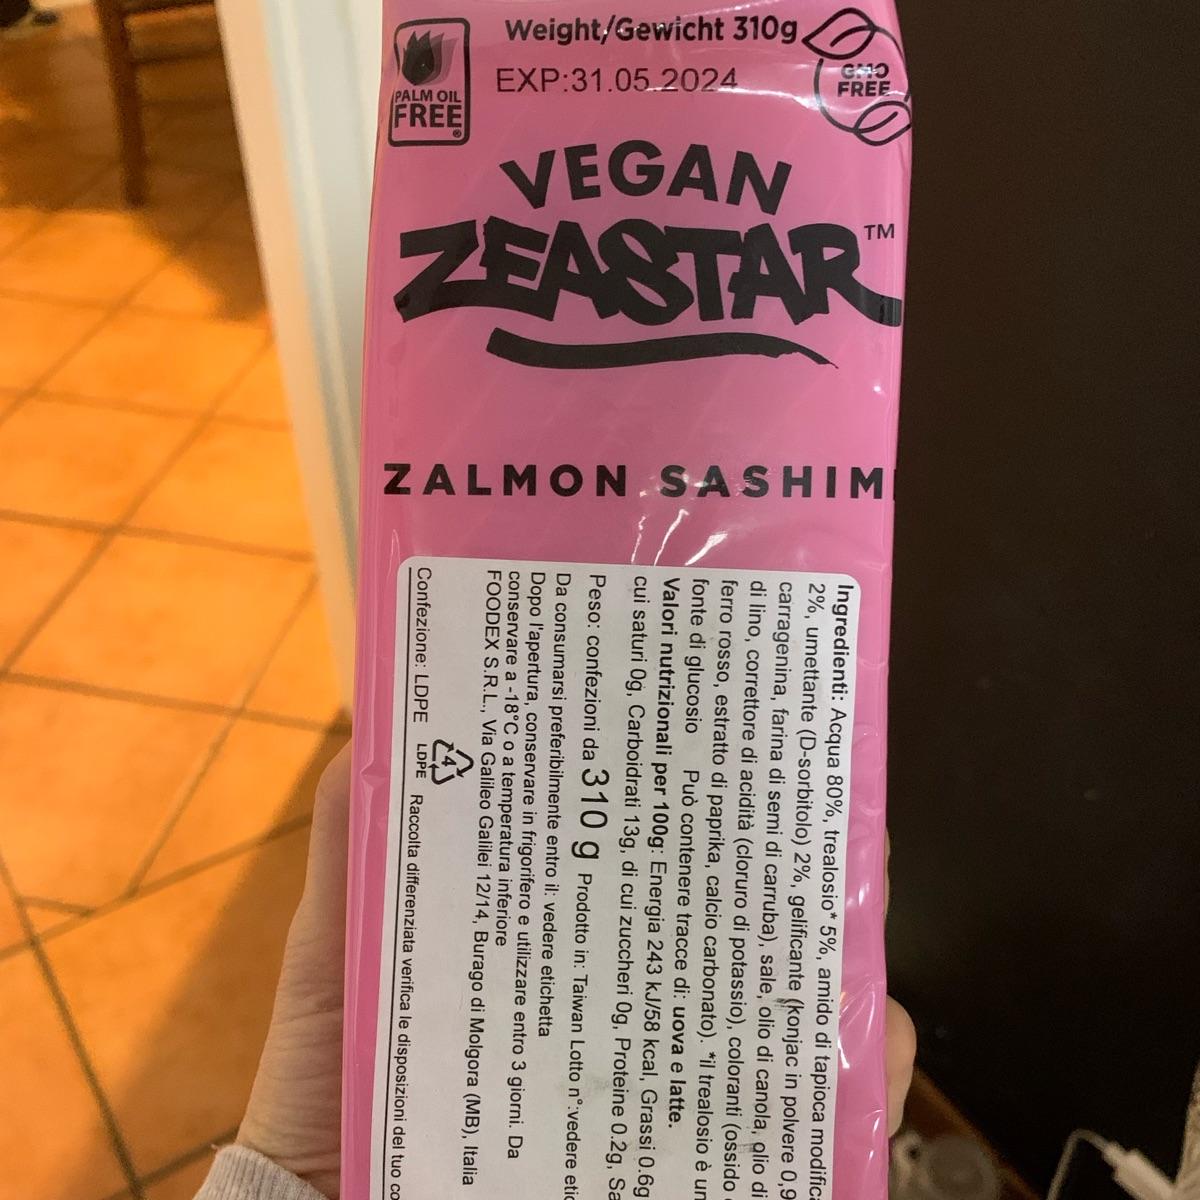 Weight/Gewicht 310g
EXP:31.05.2024
PALM OIL
FREE
®
GMO
FREE
VEGAN
ZEASTAR™
ZALMON SASHIM
Ingredienti: Acqua 80%, trealosio* 5%, amido di tapioca
2%, umettante (D-sorbitolo) 2%, gelificante (konjac in polvere
carragenina, farina di semi di carruba), sale, olio di canola, olio di
di lino, correttore di acidità (cloruro di potassio), coloranti (ossido
ferro rosso, estratto di paprika, calcio carbonato). *il trealosio è un
fonte di glucosio Può contenere tracce di: uova e latte.
Valori nutrizionali per 100g: Energia 243 kJ/58 kcal, Grassi 0.6g
cui saturi 0g, Carboidrati 13g, di cui zuccheri 0g, Proteine 0.2g,
Peso: confezioni da 310 g Prodotto in: Taiwan Lotto n°:vedere
Da consumarsi preferibilmente entro il: vedere etichetta
Dopo l'apertura, conservare in frigorifero e utilizzare entro 3 giorni. Da
conservare a -18°C o a temperatura inferiore
FOODEX S.R.L., Via Galileo Galilei 12/14, Burago di Molgora (MB), Italia
4
Confezione: LDPE LDPE Raccolta differenziata verifica le disposizioni del tuo